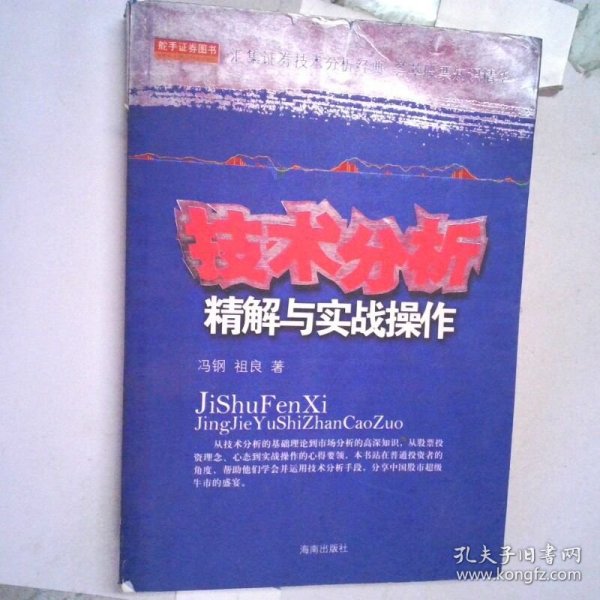 舵手证券图书
汇集证券技术分析经典
技术分析
精解与实战操作
冯钢 祖良 著
JiShuFenXi
JingJieYuShiZhanCaoZuo
从技术分析的基础理论到市场分析的高深知识，从股票投
资理念、心态到实战操作的心得要领，本书站在普通投资者的
角度，帮助他们学会并运用技术分析手段，分享中国股市超级
牛市的盛宴。
海南出版社
孔夫子旧书网
www.kongfz.com